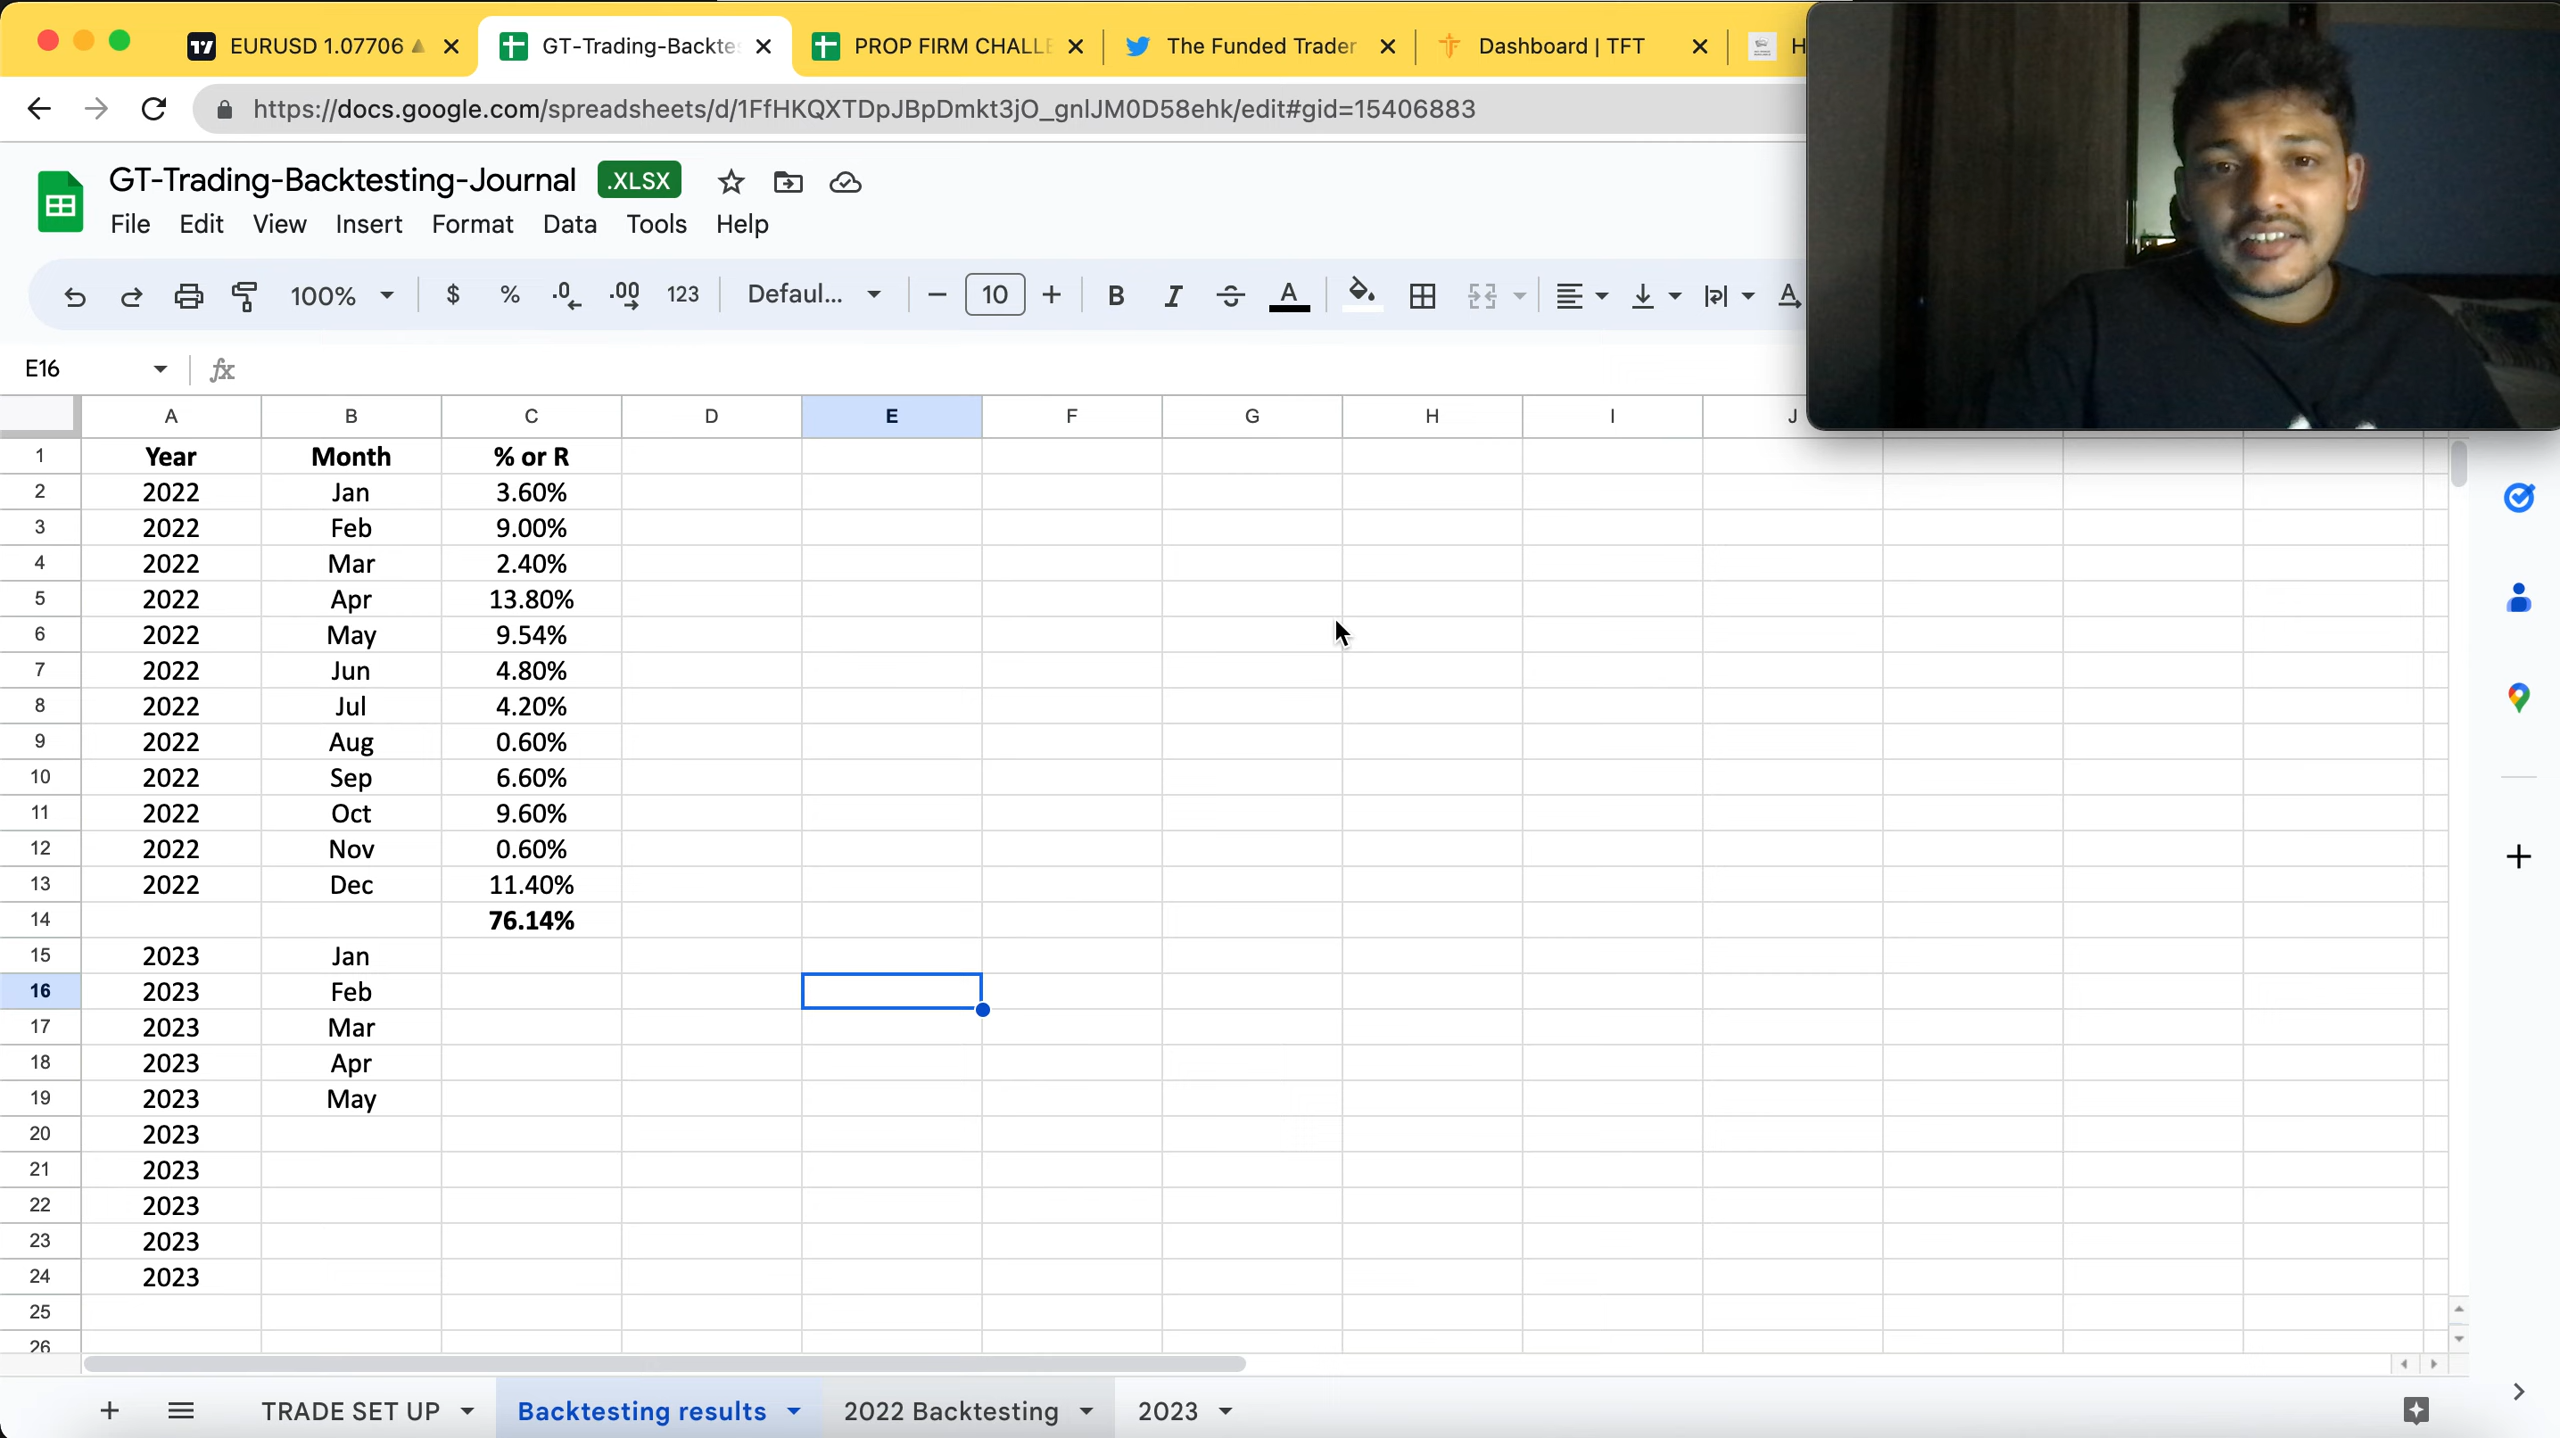 EURUSD 1.07706
GT-Trading-Backte
PROP FIRM CHALLE
The Funded Trader
Dashboard | TFT
H
https://docs.google.com/spreadsheets/d/1FfHKQXTDpJBpDmkt3jO_gnlJM0D58ehk/edit#gid=15406883
GT-Trading-Backtesting-Journal .XLSX
File Edit View Insert Format Data Tools Help
100% $ % .0 .00 123 Defaul... 10 B I A
E16 fx
A B C D E F G H I J
1 Year Month % or R
2 2022 Jan 3.60%
3 2022 Feb 9.00%
4 2022 Mar 2.40%
5 2022 Apr 13.80%
6 2022 May 9.54%
7 2022 Jun 4.80%
8 2022 Jul 4.20%
9 2022 Aug 0.60%
10 2022 Sep 6.60%
11 2022 Oct 9.60%
12 2022 Nov 0.60%
13 2022 Dec 11.40%
14 76.14%
15 2023 Jan
16 2023 Feb
17 2023 Mar
18 2023 Apr
19 2023 May
20 2023
21 2023
22 2023
23 2023
24 2023
25
26
TRADE SET UP Backtesting results 2022 Backtesting 2023